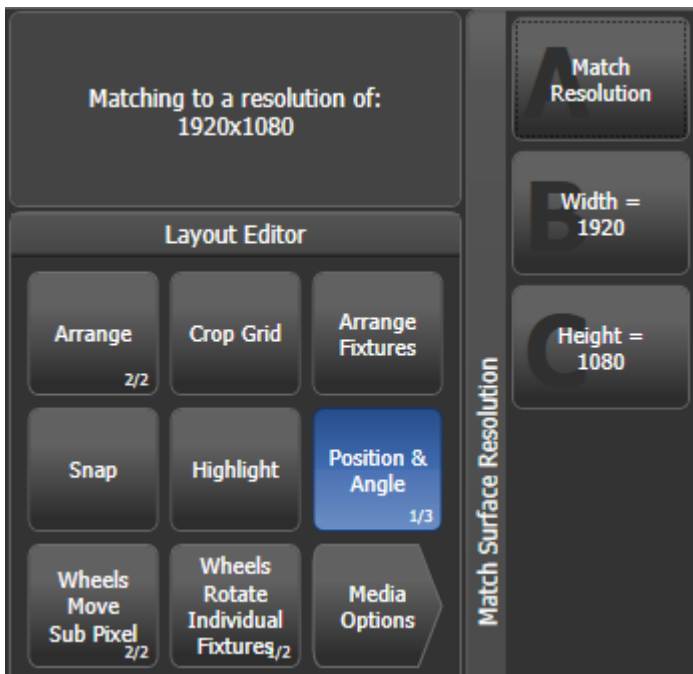 Matching to a resolution of:
1920x1080
Layout Editor
Arrange
2/2
Crop Grid
Arrange
Fixtures
Snap
Highlight
Position &
Angle
1/3
Wheels
Move
Sub Pixel
2/2
Wheels
Rotate
Individual
Fixtures
1/2
Media
Options
Match Surface Resolution
A
Match
Resolution
B
Width =
1920
C
Height =
1080